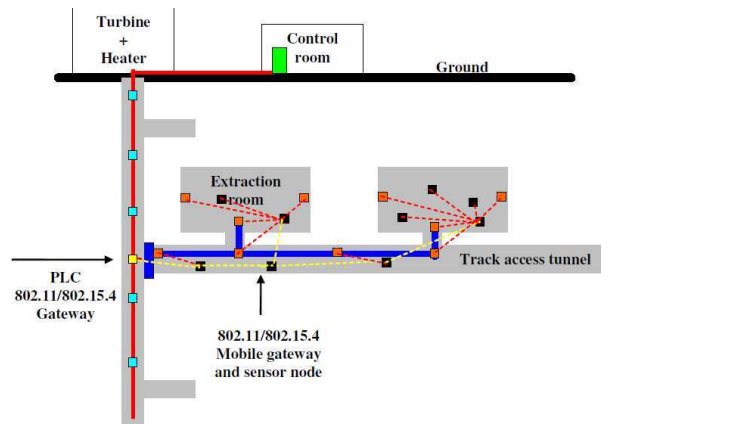 Turbine
+
Heater
Control
room
Ground
Extraction
room
Track access tunnel
PLC
802.11/802.15.4
Gateway
802.11/802.15.4
Mobile gateway
and sensor node